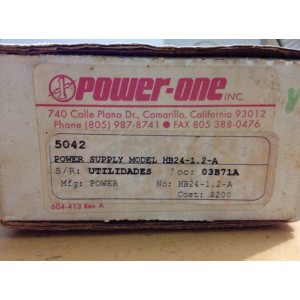 power-one INC.
740 Calle Plano Dr., Camarillo, California 93012
Phone (805) 987-8741 • FAX 805 388-0476
5042
POWER SUPPLY MODEL HB24-1.2-A
S/R: UTILIDADES Loc: 03B71A
Mfg: POWER No: HB24-1.2-A
Cost: $200
604-413 Rev A